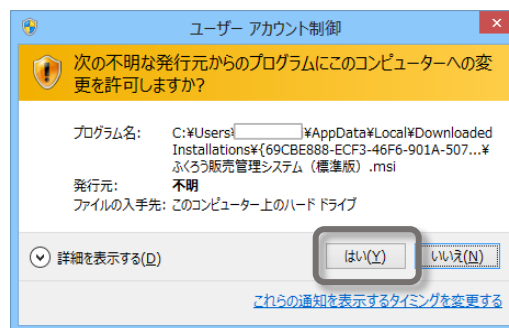 ユーザー アカウント制御
次の不明な発行元からのプログラムにこのコンピューターへの変
更を許可しますか?
プログラム名: C:¥Users¥ ¥AppData¥Local¥Downloaded
Installations¥{69CBE888-ECF3-46F6-901A-507...¥
ふくろう販売管理システム（標準版）.msi
発行元: 不明
ファイルの入手先: このコンピューター上のハード ドライブ
詳細を表示する(D) はい(Y) いいえ(N)
これらの通知を表示するタイミングを変更する